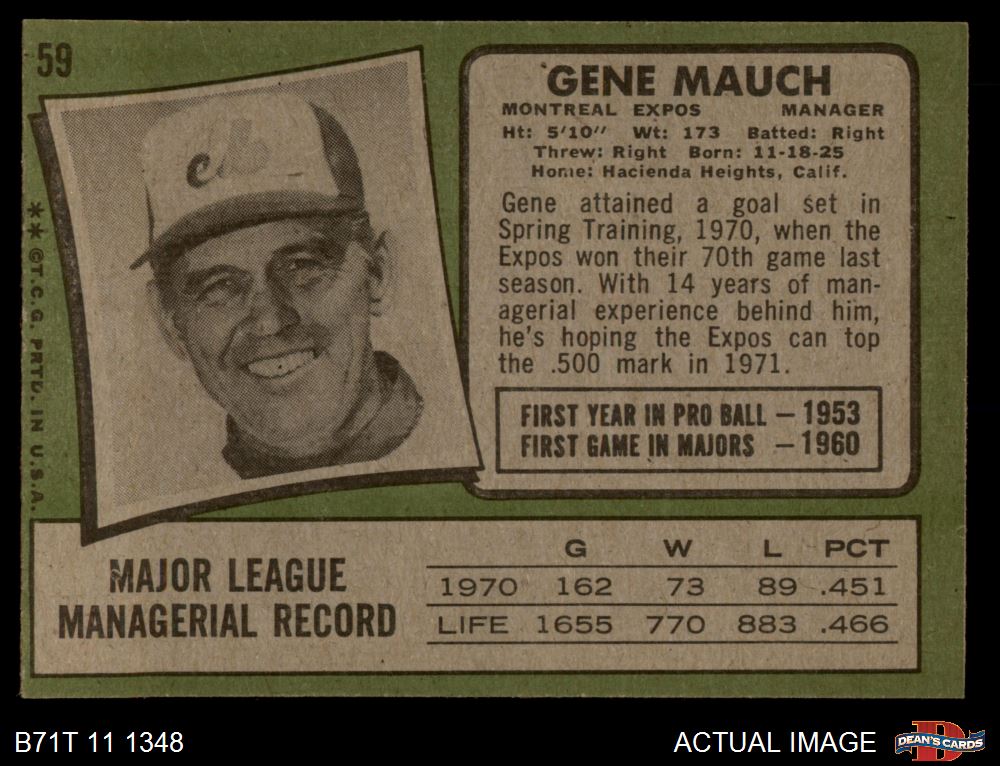 59
GENE MAUCH
MONTREAL EXPOS MANAGER
Ht: 5'10" Wt: 173 Batted: Right
Threw: Right Born: 11-18-25
Home: Hacienda Heights, Calif.
Gene attained a goal set in
Spring Training, 1970, when the
Expos won their 70th game last
season. With 14 years of man-
agerial experience behind him,
he's hoping the Expos can top
the .500 mark in 1971.
FIRST YEAR IN PRO BALL — 1953
FIRST GAME IN MAJORS — 1960
** ©T.C.G. PRTD. IN U.S.A.
MAJOR LEAGUE
MANAGERIAL RECORD
G W L PCT
1970 162 73 89 .451
LIFE 1655 770 883 .466
B71T 11 1348
ACTUAL IMAGE
DEAN'S CARDS